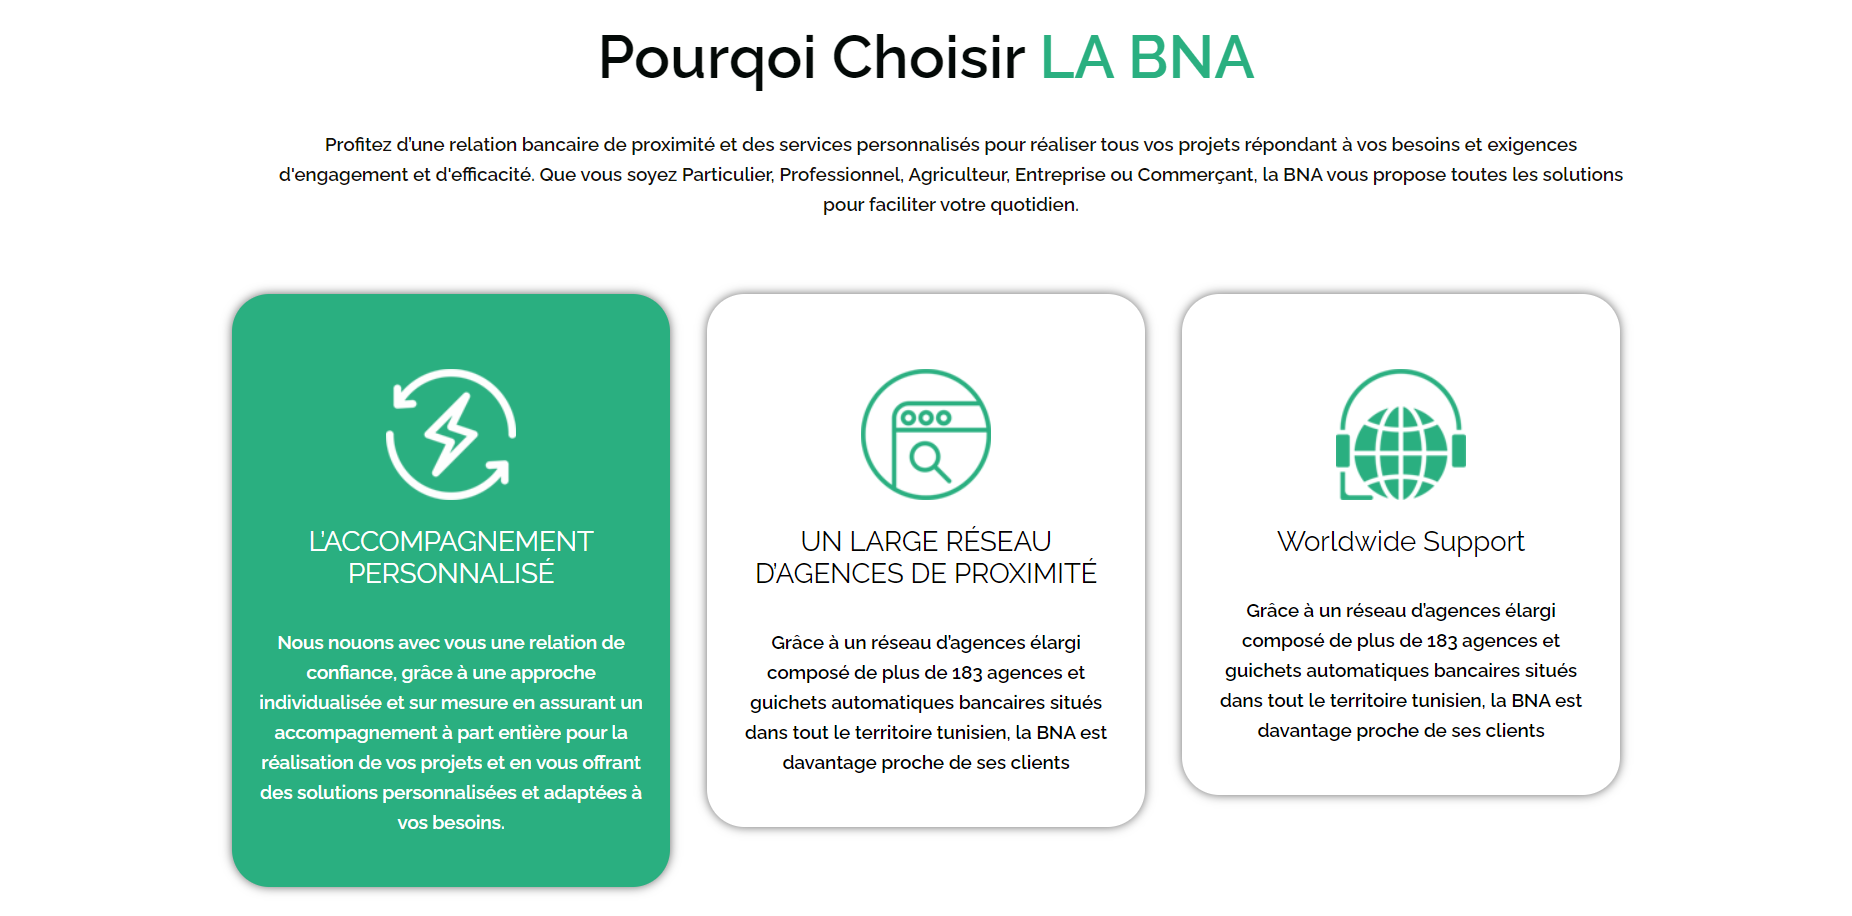 Pourqoi Choisir LA BNA
Profitez d’une relation bancaire de proximité et des services personnalisés pour réaliser tous vos projets répondant à vos besoins et exigences
d'engagement et d'efficacité. Que vous soyez Particulier, Professionnel, Agriculteur, Entreprise ou Commerçant, la BNA vous propose toutes les solutions
pour faciliter votre quotidien.
L’ACCOMPAGNEMENT
PERSONNALISÉ
Nous nouons avec vous une relation de
confiance, grâce à une approche
individualisée et sur mesure en assurant un
accompagnement à part entière pour la
réalisation de vos projets et en vous offrant
des solutions personnalisées et adaptées à
vos besoins.
UN LARGE RÉSEAU
D’AGENCES DE PROXIMITÉ
Grâce à un réseau d’agences élargi
composé de plus de 183 agences et
guichets automatiques bancaires situés
dans tout le territoire tunisien, la BNA est
davantage proche de ses clients
Worldwide Support
Grâce à un réseau d’agences élargi
composé de plus de 183 agences et
guichets automatiques bancaires situés
dans tout le territoire tunisien, la BNA est
davantage proche de ses clients